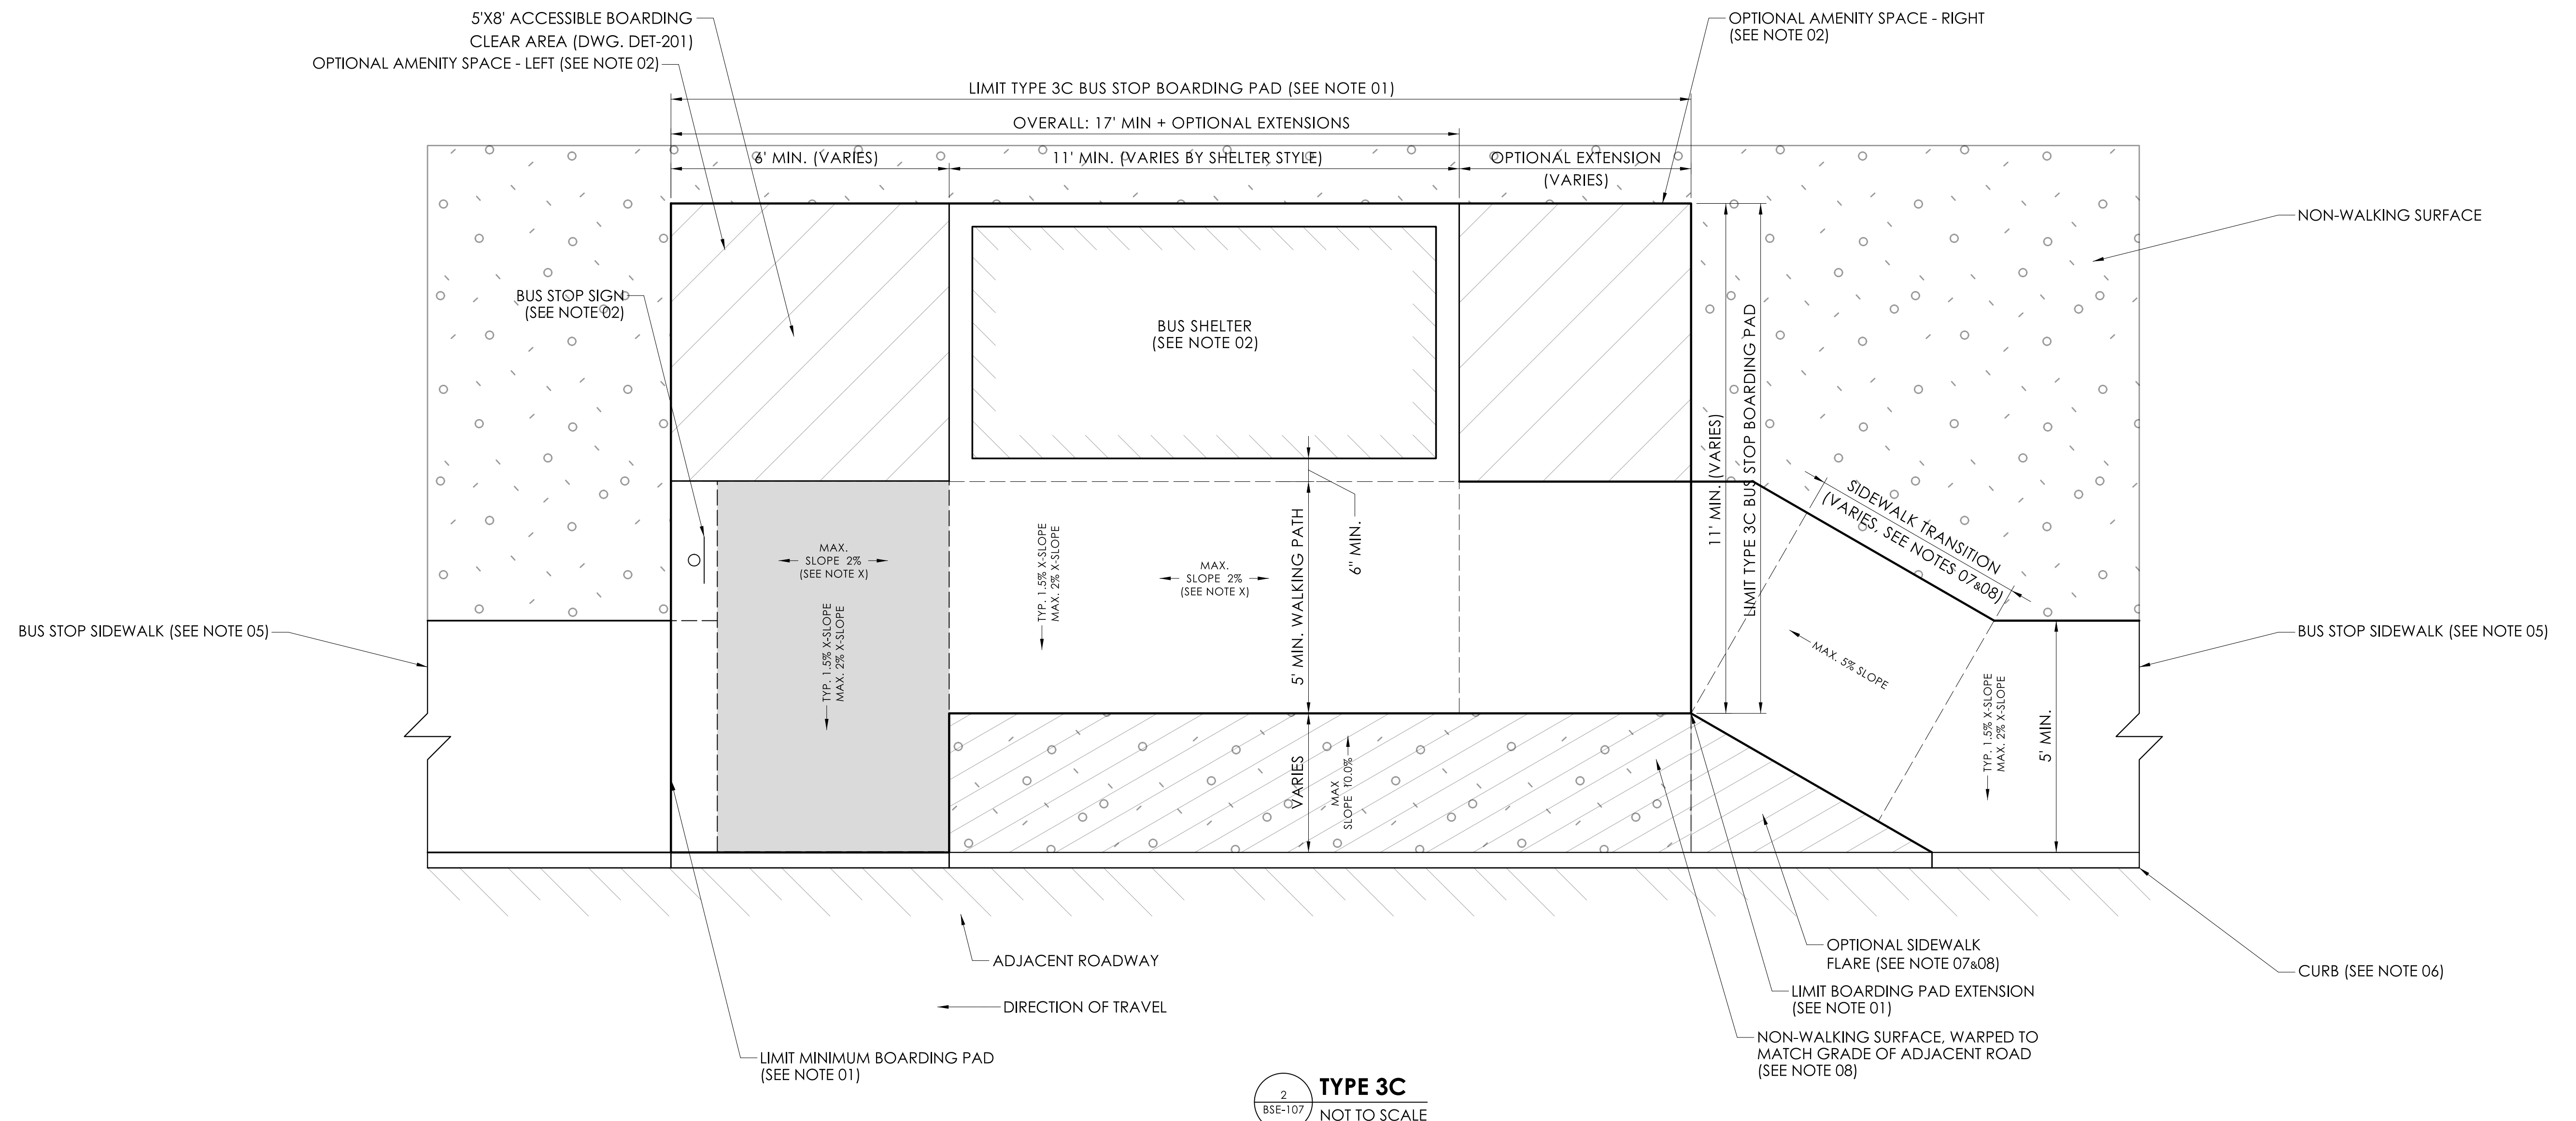 5'X8' ACCESSIBLE BOARDING
CLEAR AREA (DWG. DET-201)
OPTIONAL AMENITY SPACE - LEFT (SEE NOTE 02)
OPTIONAL AMENITY SPACE - RIGHT
(SEE NOTE 02)
LIMIT TYPE 3C BUS STOP BOARDING PAD (SEE NOTE 01)
OVERALL: 17' MIN + OPTIONAL EXTENSIONS
6' MIN. (VARIES)
11' MIN. (VARIES BY SHELTER STYLE)
OPTIONAL EXTENSION
(VARIES)
NON-WALKING SURFACE
BUS STOP SIGN
(SEE NOTE 02)
BUS SHELTER
(SEE NOTE 02)
11' MIN. (VARIES)
LIMIT TYPE 3C BUS STOP BOARDING PAD
SIDEWALK TRANSITION
(VARIES, SEE NOTES 07&08)
MAX.
SLOPE 2%
(SEE NOTE X)
TYP. 1.5% X-SLOPE
MAX. 2% X-SLOPE
TYP. 1.5% X-SLOPE
MAX. 2% X-SLOPE
MAX.
SLOPE 2%
(SEE NOTE X)
5' MIN. WALKING PATH
6" MIN.
BUS STOP SIDEWALK (SEE NOTE 05)
BUS STOP SIDEWALK (SEE NOTE 05)
MAX. 5% SLOPE
TYP. 1.5% X-SLOPE
MAX. 2% X-SLOPE
5' MIN.
VARIES
MAX
SLOPE 10.0%
ADJACENT ROADWAY
DIRECTION OF TRAVEL
OPTIONAL SIDEWALK
FLARE (SEE NOTE 07&08)
CURB (SEE NOTE 06)
LIMIT BOARDING PAD EXTENSION
(SEE NOTE 01)
NON-WALKING SURFACE, WARPED TO
MATCH GRADE OF ADJACENT ROAD
(SEE NOTE 08)
LIMIT MINIMUM BOARDING PAD
(SEE NOTE 01)
2
BSE-107
TYPE 3C
NOT TO SCALE